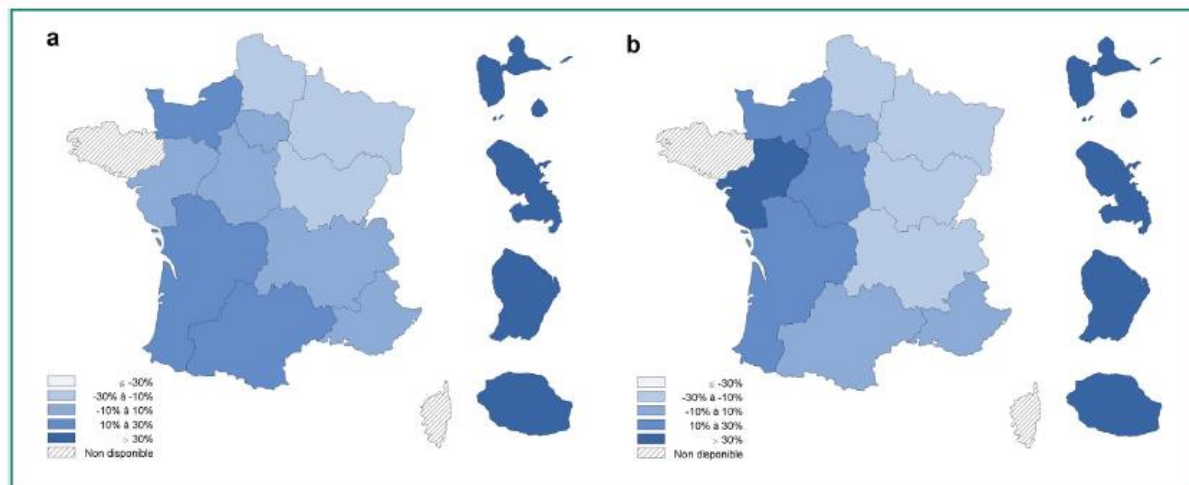 a
≤ -30%
-30% à -10%
-10% à 10%
10% à 30%
> 30%
Non disponible
b
≤ -30%
-30% à -10%
-10% à 10%
10% à 30%
> 30%
Non disponible